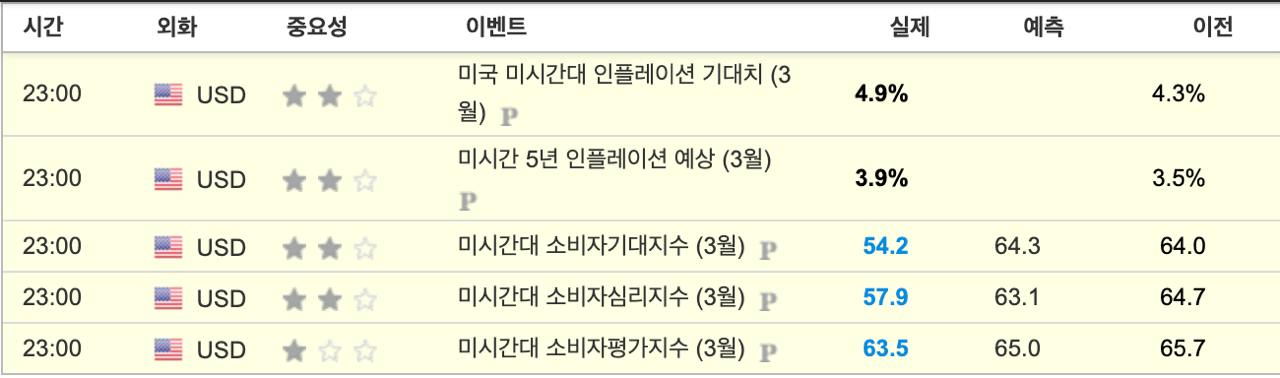 시간 외화 중요성 이벤트 실제 예측 이전
23:00 USD 미국 미시간대 인플레이션 기대치 (3 4.9% 4.3%
월) P
23:00 USD 미시간 5년 인플레이션 예상 (3월) 3.9% 3.5%
P
23:00 USD 미시간대 소비자기대지수 (3월) P 54.2 64.3 64.0
23:00 USD 미시간대 소비자심리지수 (3월) P 57.9 63.1 64.7
23:00 USD 미시간대 소비자평가지수 (3월) P 63.5 65.0 65.7